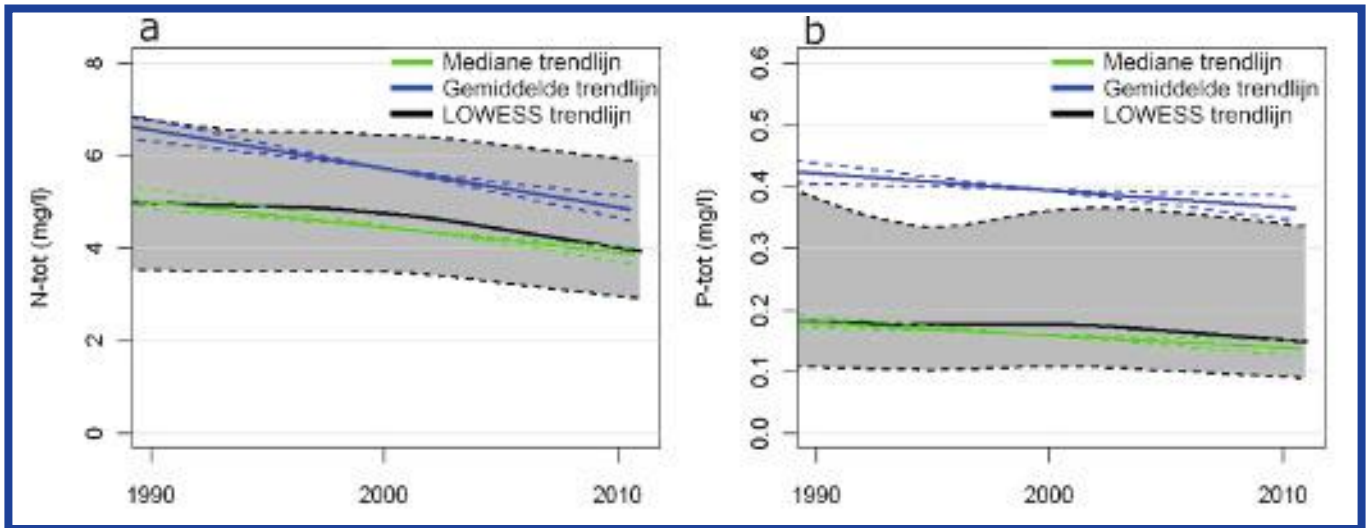 a
Mediane trendlijn
Gemiddelde trendlijn
LOWESS trendlijn
N-tot (mg/l)
8
6
4
2
0
1990
2000
2010
b
Mediane trendlijn
Gemiddelde trendlijn
LOWESS trendlijn
P-tot (mg/l)
0.6
0.5
0.4
0.3
0.2
0.1
0.0
1990
2000
2010